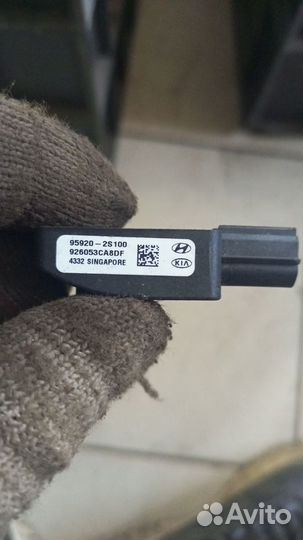 95920-2S100
926053CA8DF
4332 SINGAPORE
KIA
Avito